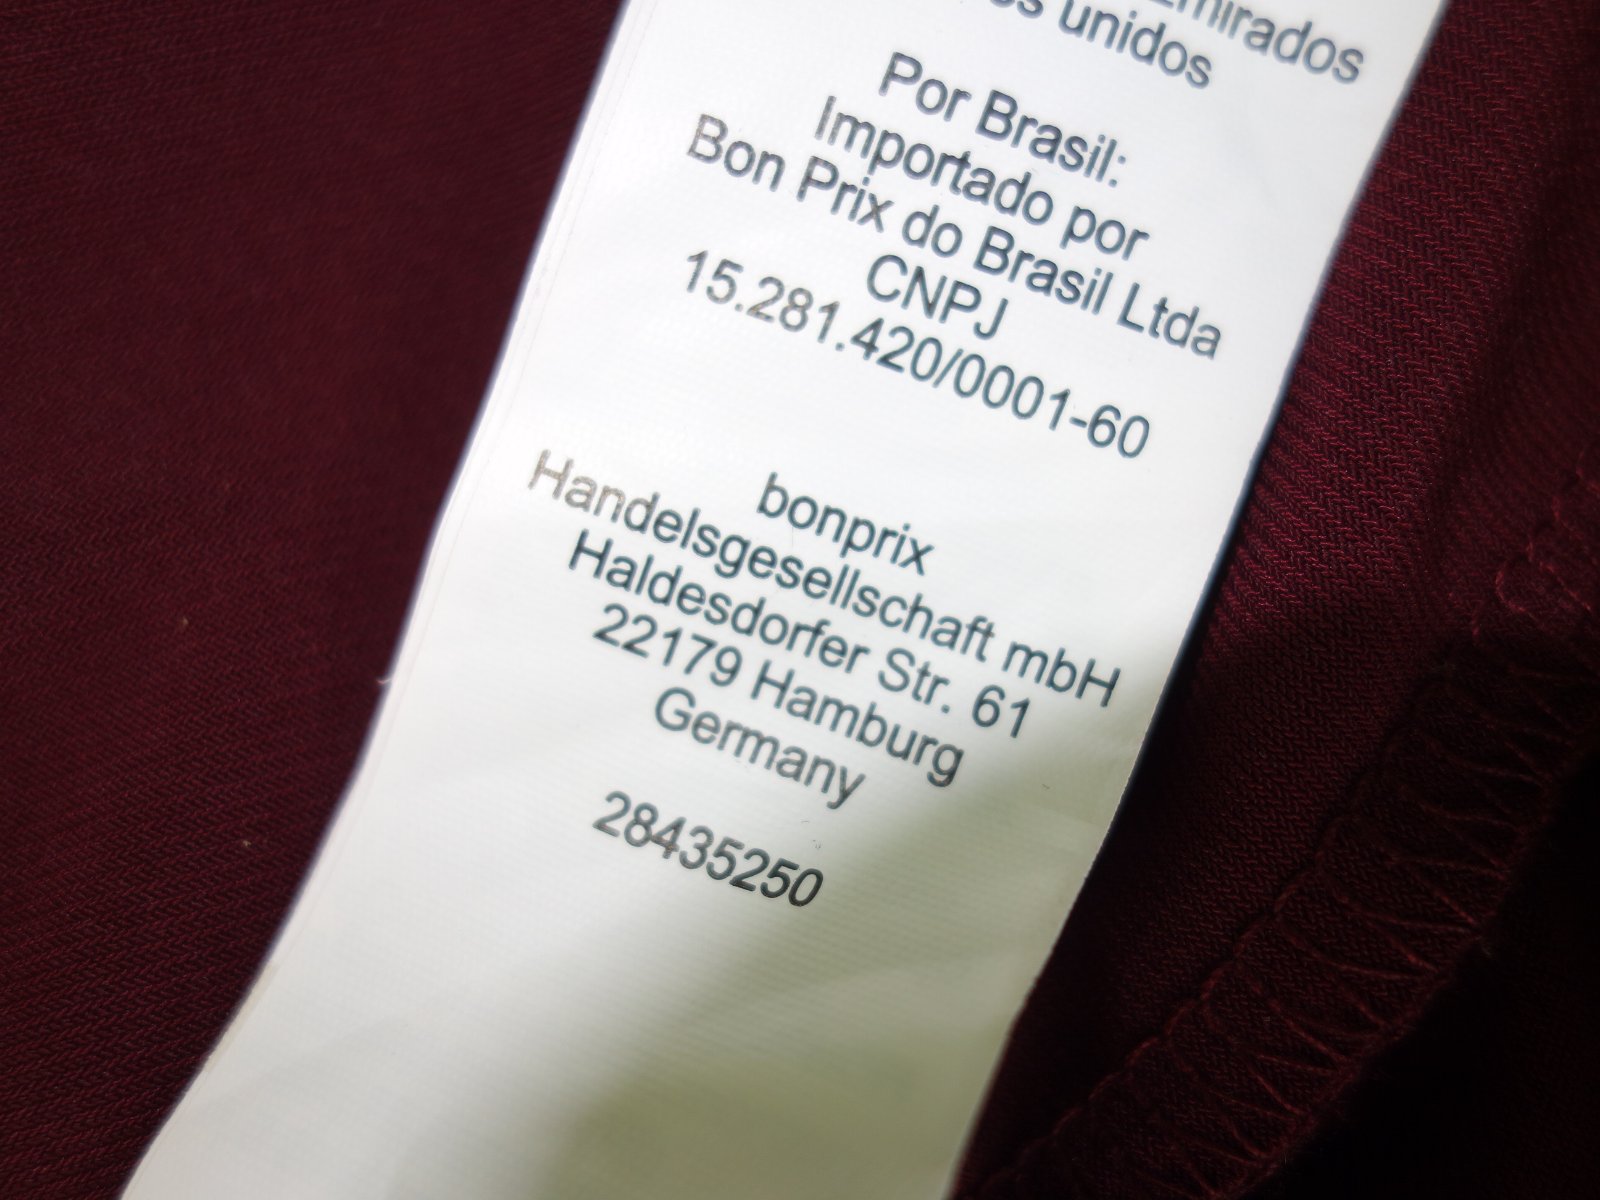 unidos
Por Brasil:
Importado por
Bon Prix do Brasil Ltda
CNPJ
15.281.420/0001-60
bonprix
Handelsgesellschaft mbH
Haldesdorfer Str. 61
22179 Hamburg
Germany
28435250